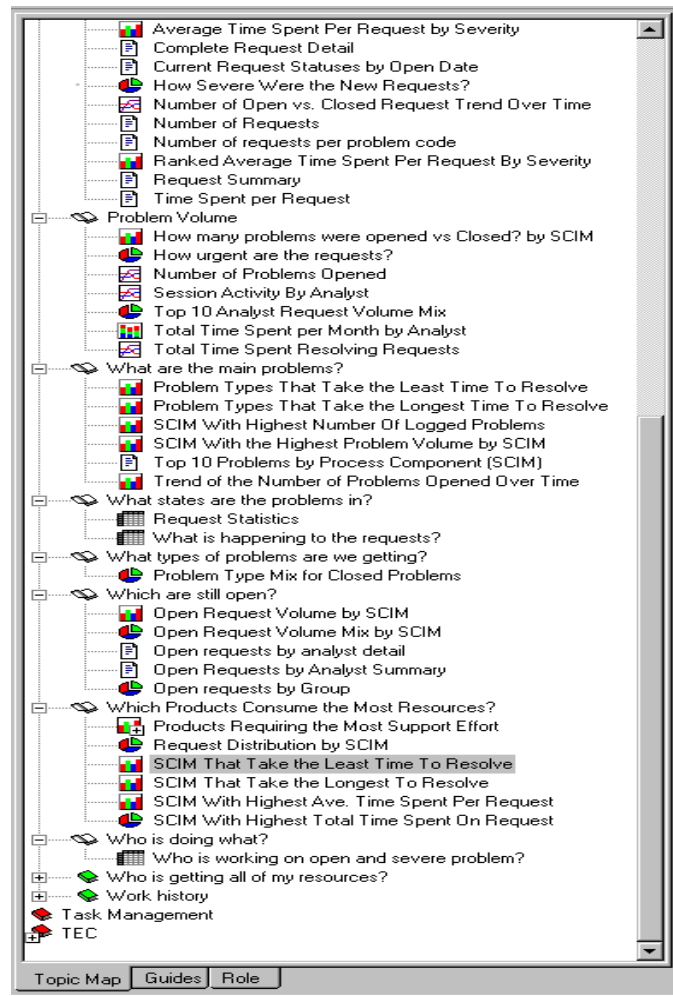 Average Time Spent Per Request by Severity
Complete Request Detail
Current Request Statuses by Open Date
How Severe Were the New Requests?
Number of Open vs. Closed Request Trend Over Time
Number of Requests
Number of requests per problem code
Ranked Average Time Spent Per Request By Severity
Request Summary
Time Spent per Request
Problem Volume
How many problems were opened vs Closed? by SCIM
How urgent are the requests?
Number of Problems Opened
Session Activity By Analyst
Top 10 Analyst Request Volume Mix
Total Time Spent per Month by Analyst
Total Time Spent Resolving Requests
What are the main problems?
Problem Types That Take the Least Time To Resolve
Problem Types That Take the Longest Time To Resolve
SCIM With Highest Number Of Logged Problems
SCIM With the Highest Problem Volume by SCIM
Top 10 Problems by Process Component (SCIM)
Trend of the Number of Problems Opened Over Time
What states are the problems in?
Request Statistics
What is happening to the requests?
What types of problems are we getting?
Problem Type Mix for Closed Problems
Which are still open?
Open Request Volume by SCIM
Open Request Volume Mix by SCIM
Open requests by analyst detail
Open Requests by Analyst Summary
Open requests by Group
Which Products Consume the Most Resources?
Products Requiring the Most Support Effort
Request Distribution by SCIM
SCIM That Take the Least Time To Resolve
SCIM That Take the Longest To Resolve
SCIM With Highest Ave. Time Spent Per Request
SCIM With Highest Total Time Spent On Request
Who is doing what?
Who is working on open and severe problem?
Who is getting all of my resources?
Work history
Task Management
TEC
Topic Map Guides Role